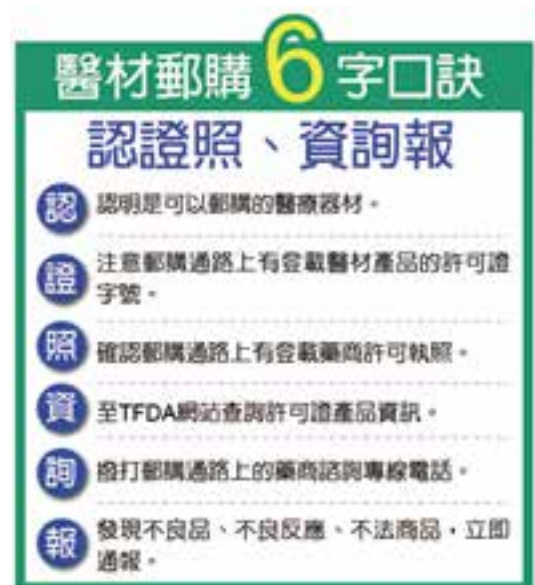 醫材郵購6字口訣
認證照、資詢報
認 認明是可以郵購的醫療器材。
證 注意郵購通路上有登載醫材產品的許可證
字號。
照 確認郵購通路上有登載藥商許可執照。
資 至TFDA網站查詢許可證產品資訊。
詢 撥打郵購通路上的藥商諮詢專線電話。
報 發現不良品、不良反應、不法商品，立即
通報。